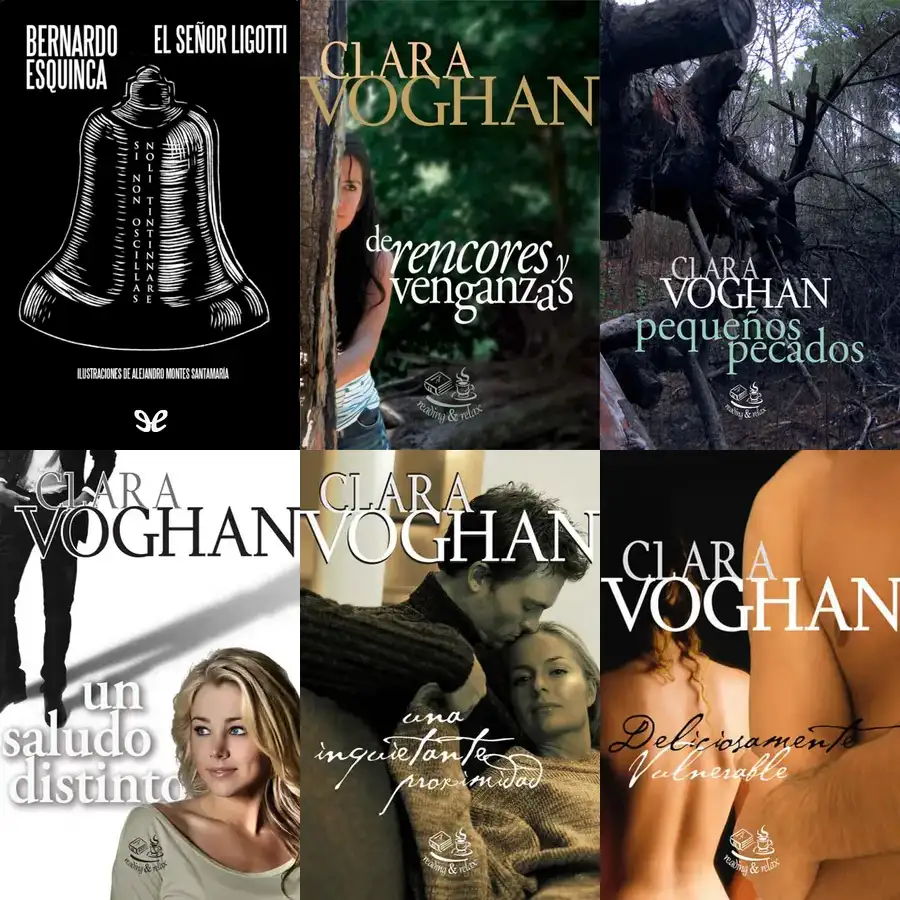 BERNARDO
ESQUINCA
EL SEÑOR LIGOTTI
SI NON OSCILLAS
NOLI TINTINNARE
ILUSTRACIONES DE ALEJANDRO MONTES SANTAMARÍA
CLARA
VOGHAN
de rencores y
venganzas
reading & relax
CLARA
VOGHAN
pequeños
pecados
reading & relax
CLARA
VOGHAN
un
saludo
distinto
reading & relax
CLARA
VOGHAN
una
inquietante
proximidad
reading & relax
CLARA
VOGHAN
Deliciosamente
Vulnerable
reading & relax